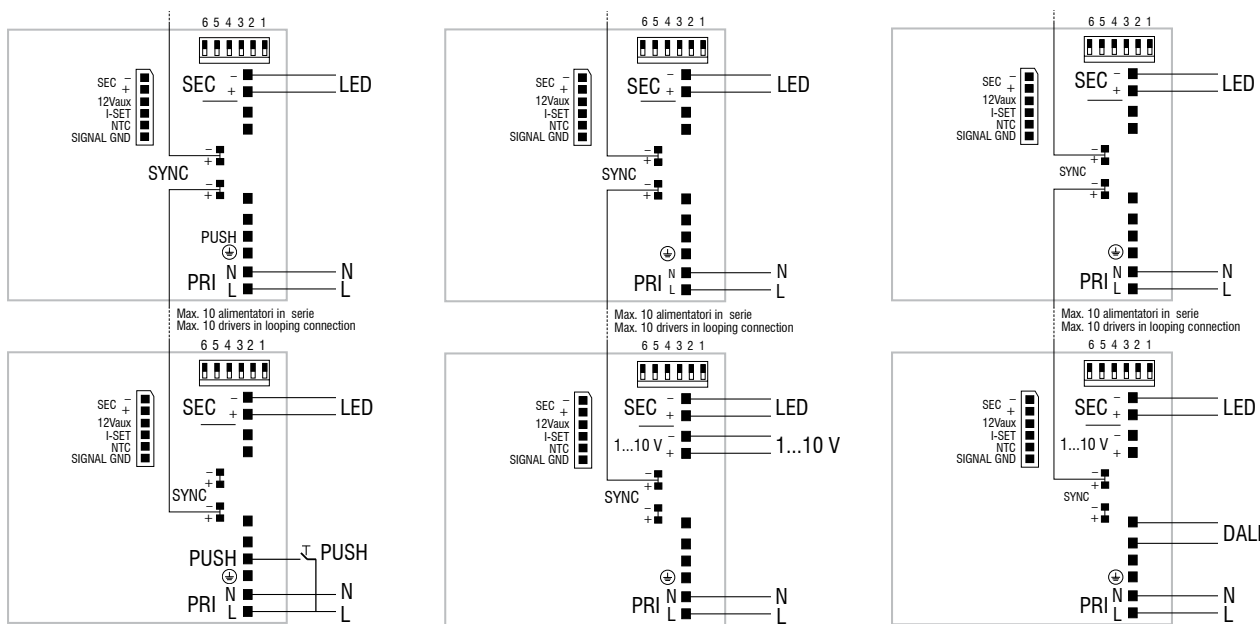 6 5 4 3 2 1
SEC −
+
12Vaux
I-SET
NTC
SIGNAL GND
SEC −
+
LED
−
+
SYNC
−
+
PUSH
PRI N
L
N
L
Max. 10 alimentatori in serie
Max. 10 drivers in looping connection
6 5 4 3 2 1
SEC −
+
12Vaux
I-SET
NTC
SIGNAL GND
SEC −
+
LED
−
+
SYNC
−
+
PUSH
PUSH
PRI N
L
N
L
6 5 4 3 2 1
SEC −
+
12Vaux
I-SET
NTC
SIGNAL GND
SEC −
+
LED
−
+
SYNC
−
+
PRI N
L
N
L
Max. 10 alimentatori in serie
Max. 10 drivers in looping connection
6 5 4 3 2 1
SEC −
+
12Vaux
I-SET
NTC
SIGNAL GND
SEC −
+
LED
1...10 V −
+
1...10 V
−
+
SYNC
−
+
PRI N
L
N
L
6 5 4 3 2 1
SEC −
+
12Vaux
I-SET
NTC
SIGNAL GND
SEC −
+
LED
−
+
SYNC
−
+
PRI N
L
N
L
Max. 10 alimentatori in serie
Max. 10 drivers in looping connection
6 5 4 3 2 1
SEC −
+
12Vaux
I-SET
NTC
SIGNAL GND
SEC −
+
LED
1...10 V −
+
−
+
SYNC
−
+
DALI
PRI N
L
N
L